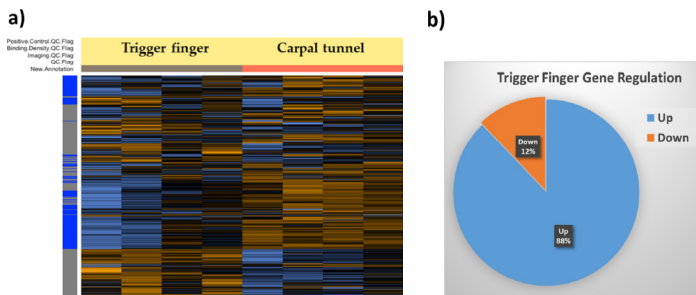 a)
Positive.Control.QC.Flag
Binding.Density.QC.Flag
Imaging.QC.Flag
QC.Flag
New.Annotation
Trigger finger
Carpal tunnel
b)
Trigger Finger Gene Regulation
Up
Down
Down
12%
Up
88%